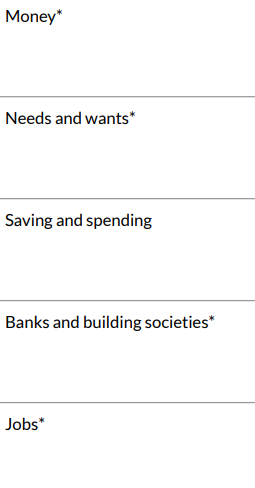 Money*
Needs and wants*
Saving and spending
Banks and building societies*
Jobs*